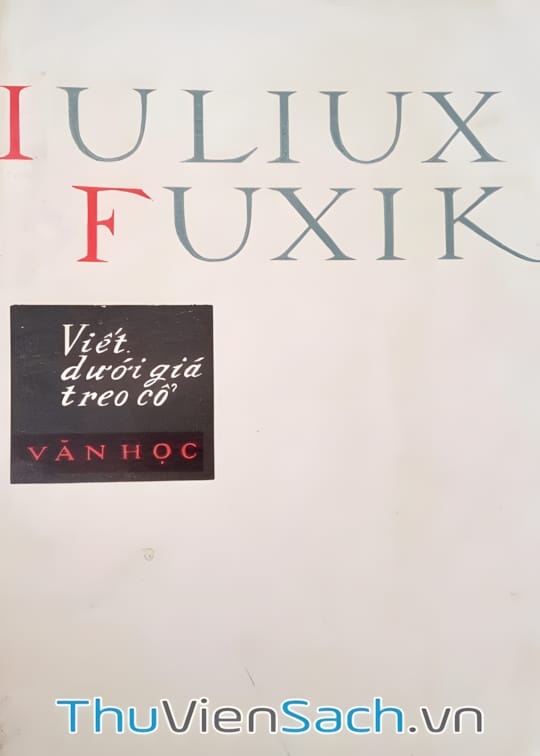 IULIUX
FUXIK
Viết
dưới giá
treo cổ
VĂN HỌC
ThuVienSach.vn